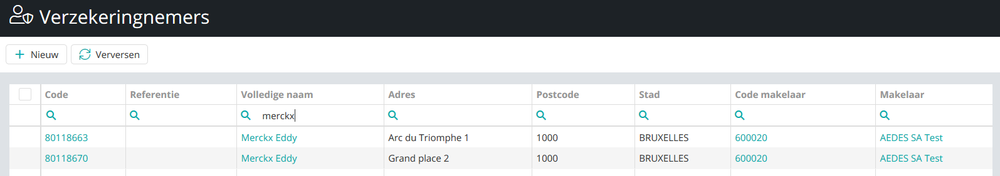 Verzekeringnemers
Nieuw Verversen
Code Referentie Volledige naam Adres Postcode Stad Code makelaar Makelaar
merckx
80118663 Merckx Eddy Arc du Triomphe 1 1000 BRUXELLES 600020 AEDES SA Test
80118670 Merckx Eddy Grand place 2 1000 BRUXELLES 600020 AEDES SA Test